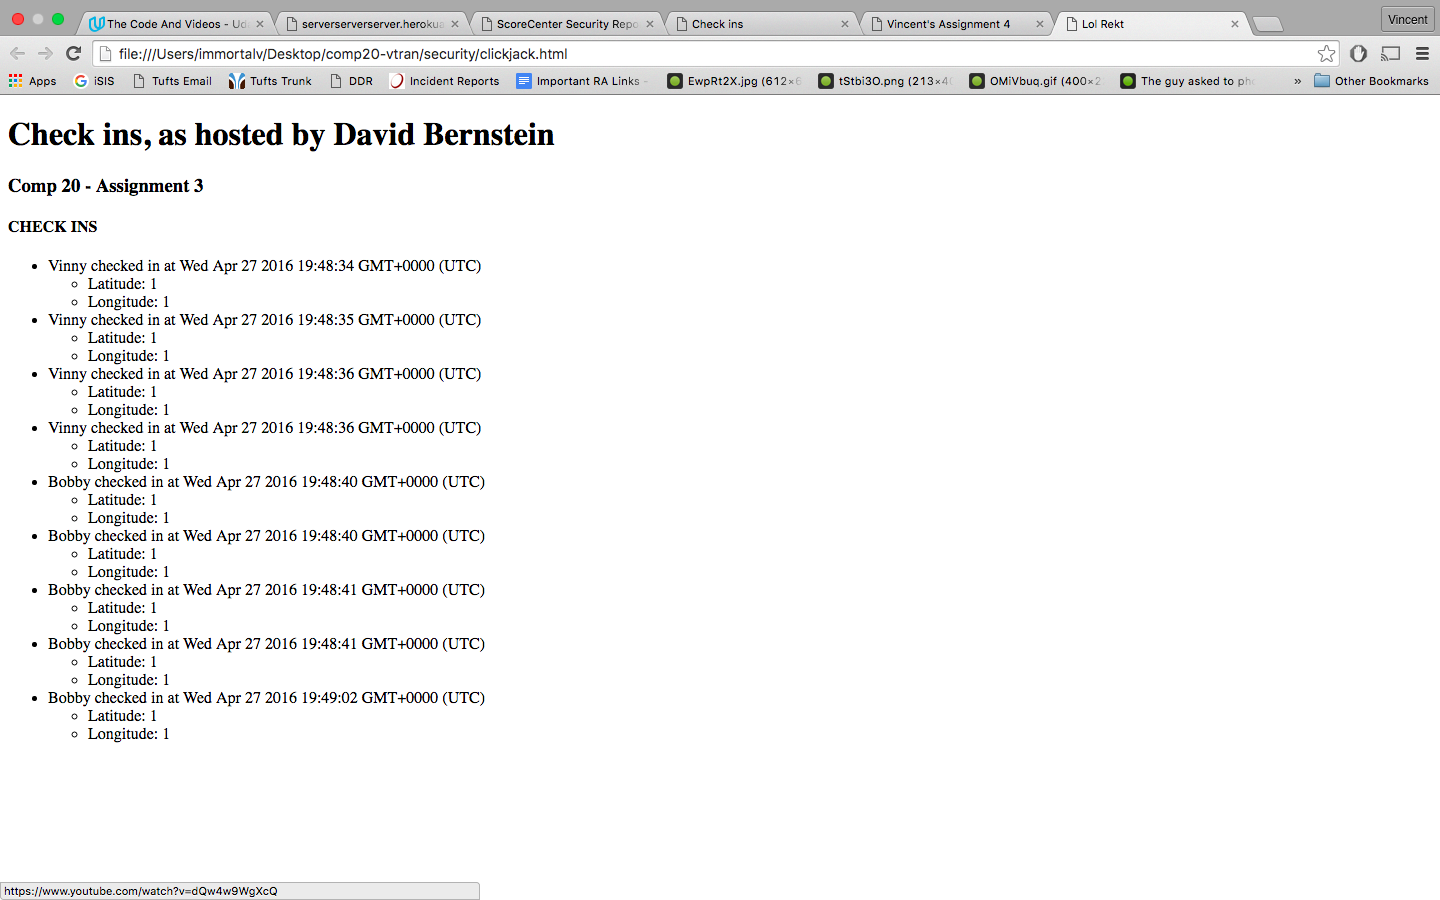 The Code And Videos - Ud
serverserverserver.heroku
ScoreCenter Security Repo
Check ins
Vincent's Assignment 4
Lol Rekt
Vincent
file:///Users/immortalv/Desktop/comp20-vtran/security/clickjack.html
Apps
iSIS
Tufts Email
Tufts Trunk
DDR
Incident Reports
Important RA Links -
EwpRt2X.jpg (612×6
tStbi3O.png (213×4
OMiVbuq.gif (400×2
The guy asked to pho
»
Other Bookmarks
Check ins, as hosted by David Bernstein
Comp 20 - Assignment 3
CHECK INS
Vinny checked in at Wed Apr 27 2016 19:48:34 GMT+0000 (UTC)
Latitude: 1
Longitude: 1
Vinny checked in at Wed Apr 27 2016 19:48:35 GMT+0000 (UTC)
Latitude: 1
Longitude: 1
Vinny checked in at Wed Apr 27 2016 19:48:36 GMT+0000 (UTC)
Latitude: 1
Longitude: 1
Vinny checked in at Wed Apr 27 2016 19:48:36 GMT+0000 (UTC)
Latitude: 1
Longitude: 1
Bobby checked in at Wed Apr 27 2016 19:48:40 GMT+0000 (UTC)
Latitude: 1
Longitude: 1
Bobby checked in at Wed Apr 27 2016 19:48:40 GMT+0000 (UTC)
Latitude: 1
Longitude: 1
Bobby checked in at Wed Apr 27 2016 19:48:41 GMT+0000 (UTC)
Latitude: 1
Longitude: 1
Bobby checked in at Wed Apr 27 2016 19:48:41 GMT+0000 (UTC)
Latitude: 1
Longitude: 1
Bobby checked in at Wed Apr 27 2016 19:49:02 GMT+0000 (UTC)
Latitude: 1
Longitude: 1
https://www.youtube.com/watch?v=dQw4w9WgXcQ